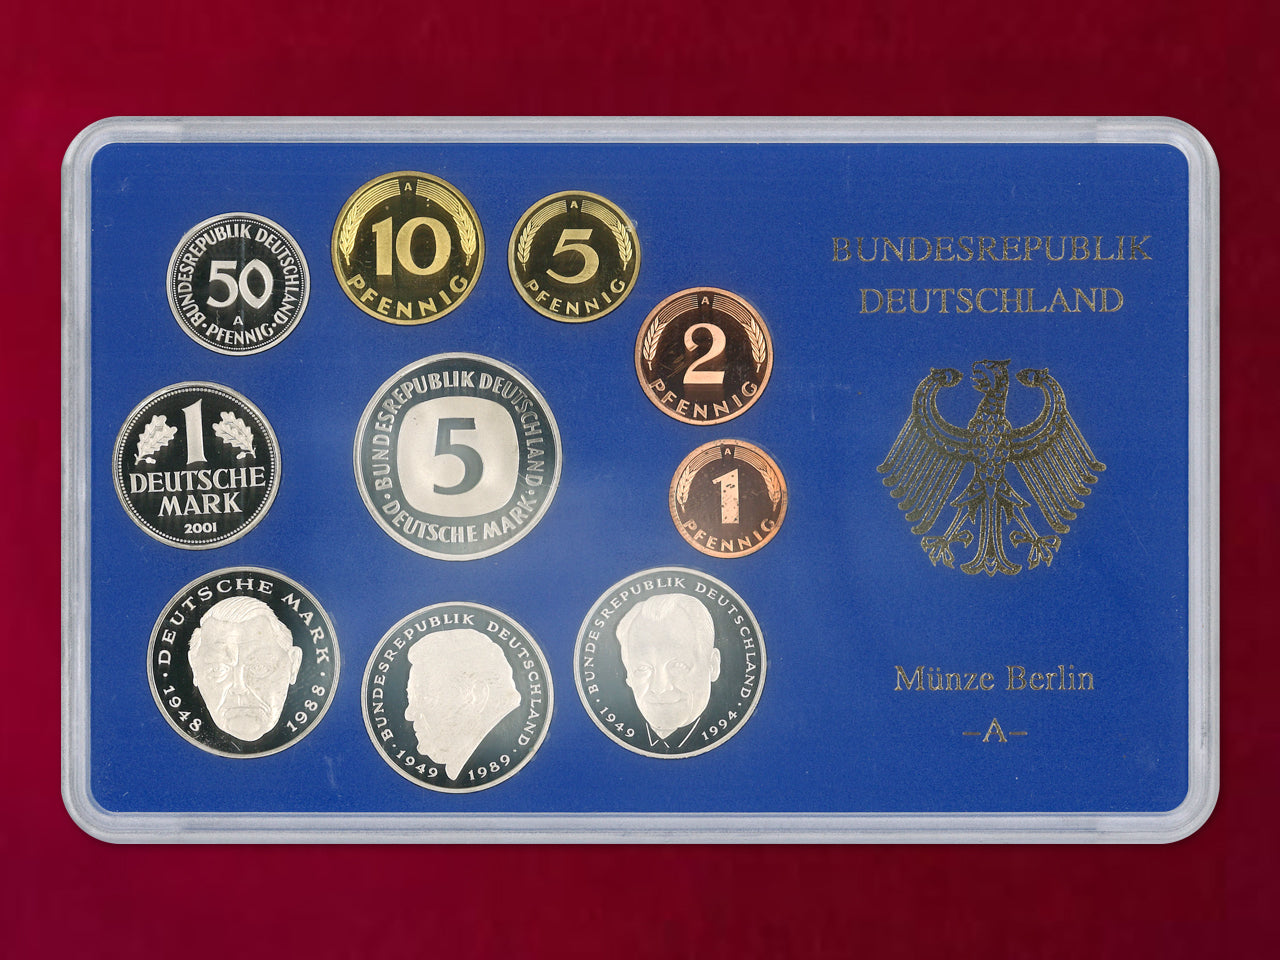 BUNDESREPUBLIK DEUTSCHLAND
50
A
·PFENNIG·
A
10
PFENNIG
A
5
PFENNIG
A
2
PFENNIG
A
1
PFENNIG
1
DEUTSCHE
MARK
2001
BUNDESREPUBLIK DEUTSCHLAND
5
·DEUTSCHE MARK·
·DEUTSCHE MARK·
1948 1988
·BUNDESREPUBLIK DEUTSCHLAND·
1949 1989
·BUNDESREPUBLIK DEUTSCHLAND·
1949 1994
BUNDESREPUBLIK
DEUTSCHLAND
Münze Berlin
–A–